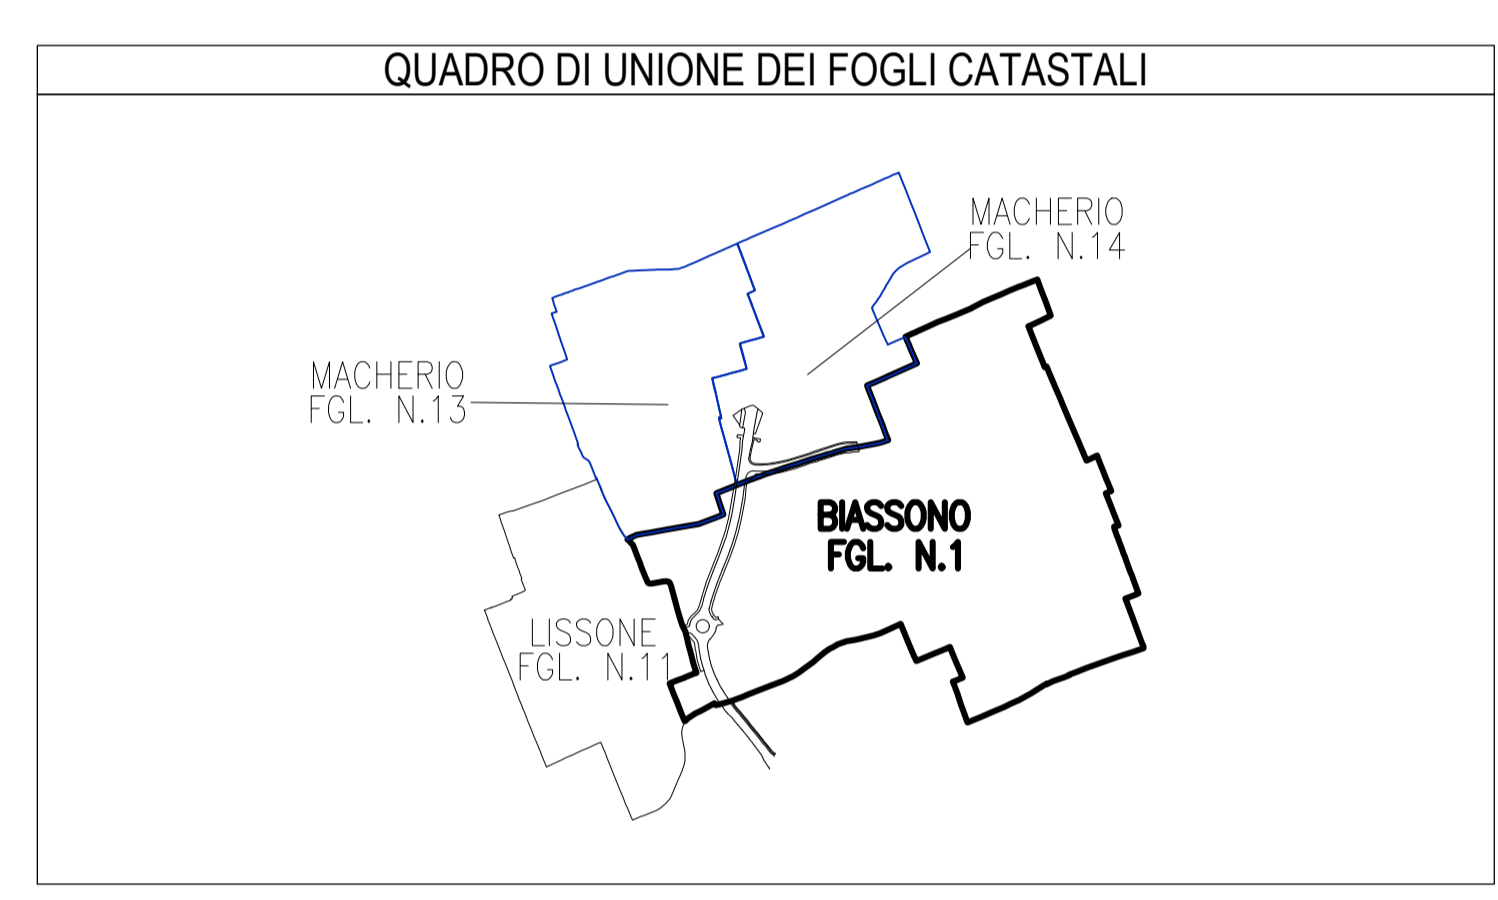 QUADRO DI UNIONE DEI FOGLI CATASTALI
MACHERIO
FGL. N.14
MACHERIO
FGL. N.13
BIASSONO
FGL. N.1
LISSONE
FGL. N.11